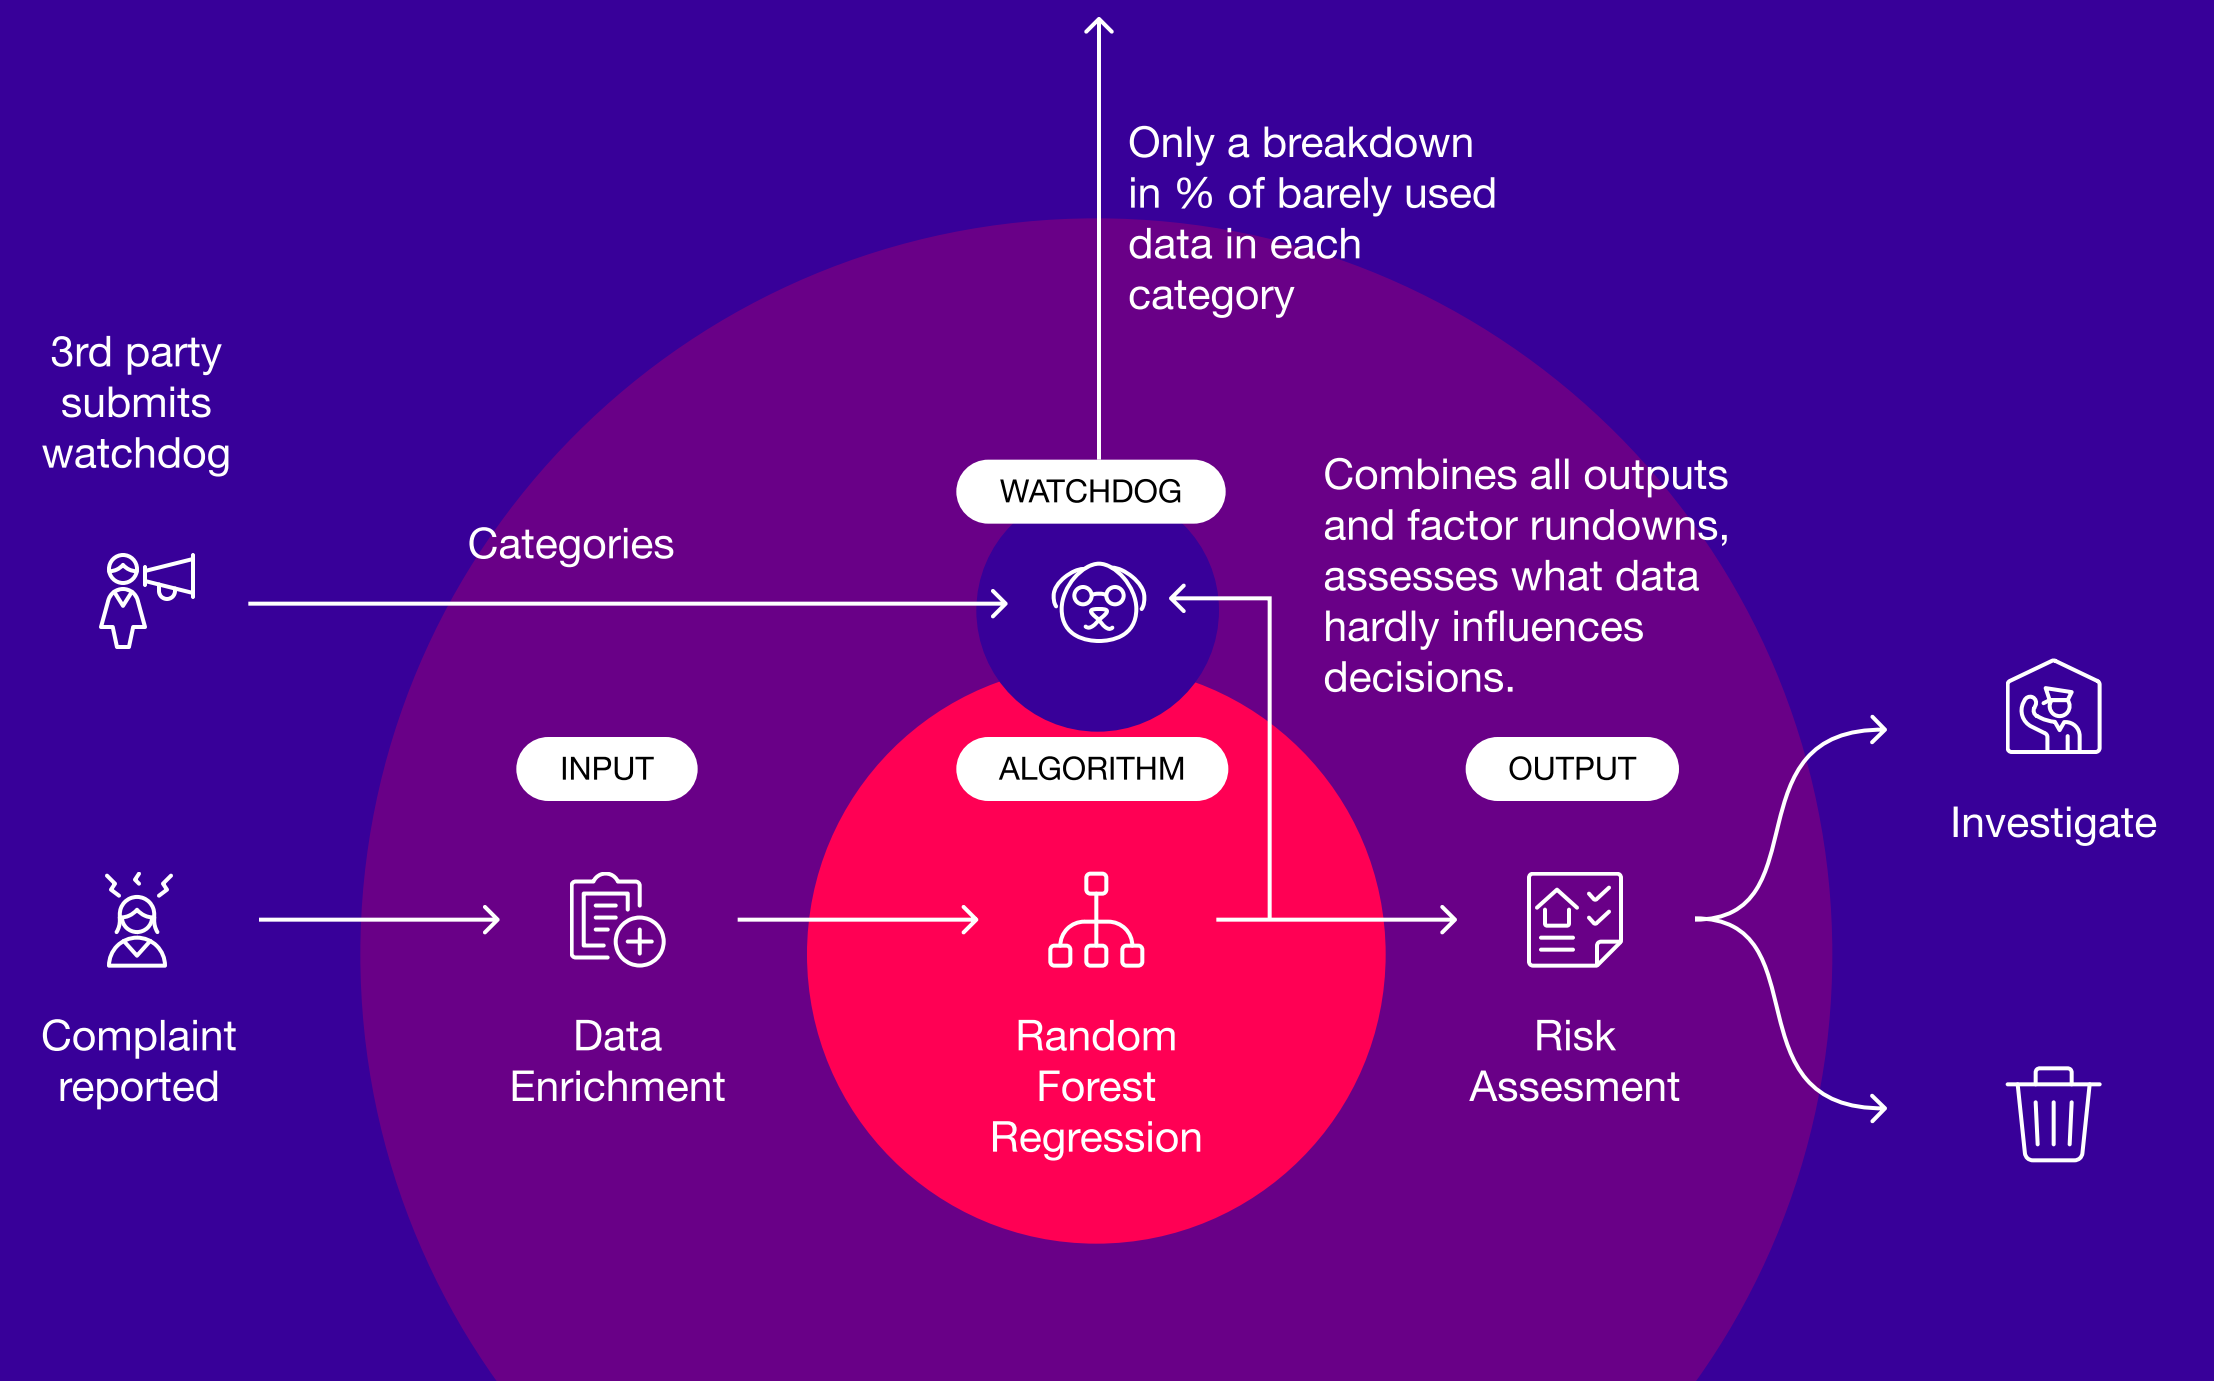 Only a breakdown
in % of barely used
data in each
category
3rd party
submits
watchdog
Categories
WATCHDOG
Combines all outputs
and factor rundowns,
assesses what data
hardly influences
decisions.
INPUT
ALGORITHM
OUTPUT
Investigate
Complaint
reported
Data
Enrichment
Random
Forest
Regression
Risk
Assesment